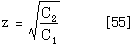 z = √(C₂/C₁) [55]